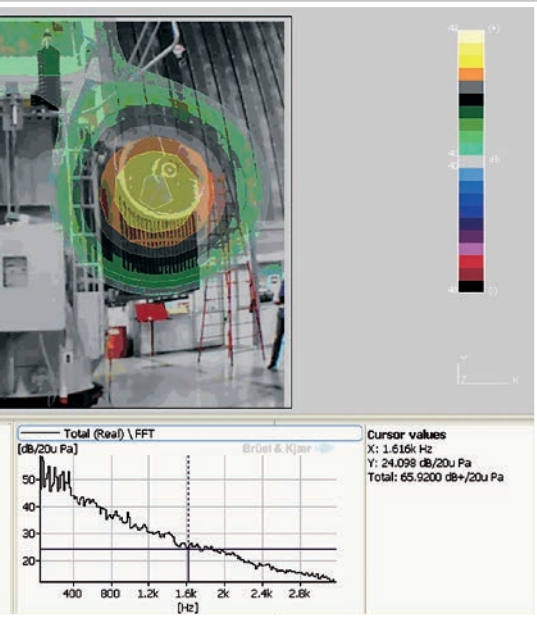 (+)
dB
(-)
Y
Z X
Total (Real) \ FFT
[dB/20u Pa]
Brüel & Kjær
50
40
30
20
400 800 1.2k 1.6k 2k 2.4k 2.8k
[Hz]
Cursor values
X: 1.616k Hz
Y: 24.098 dB/20u Pa
Total: 65.9200 dB+/20u Pa